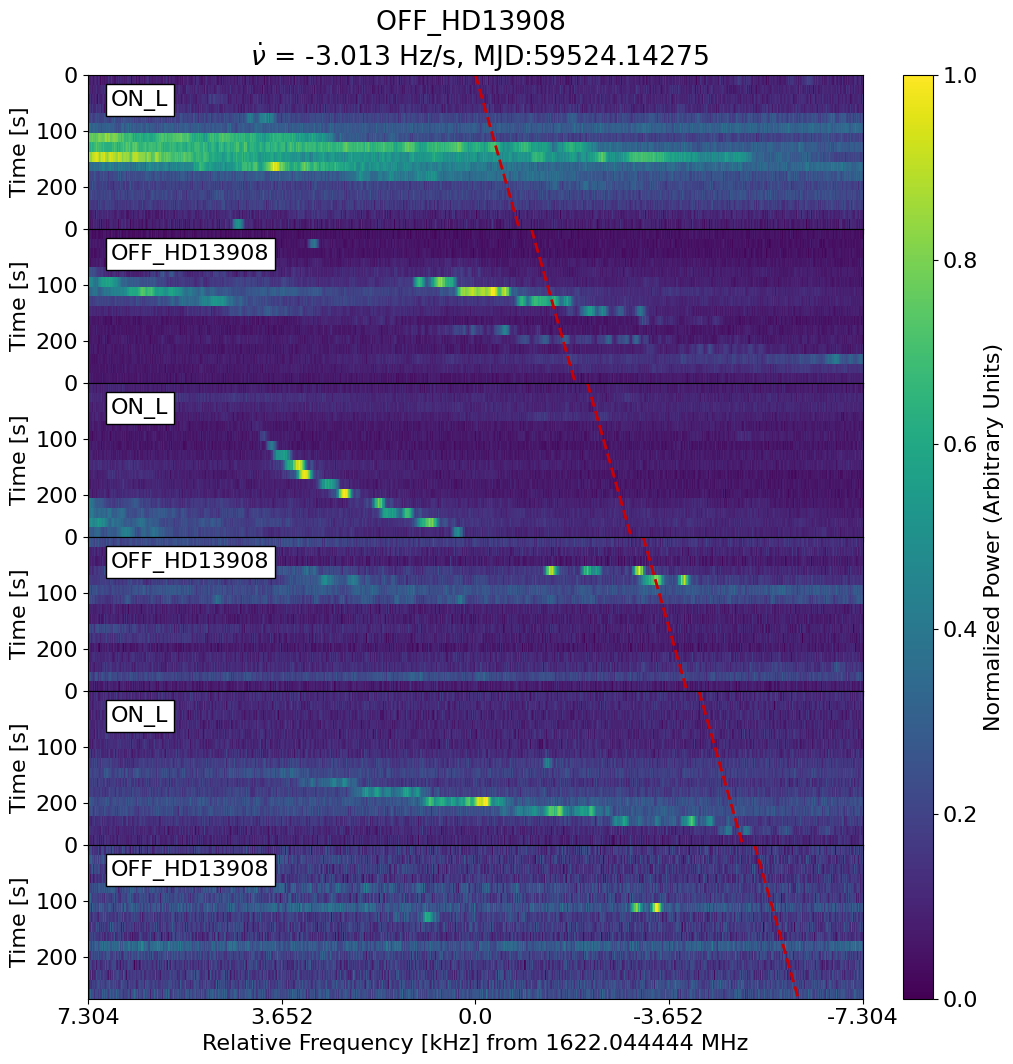 OFF_HD13908
ν̇ = -3.013 Hz/s, MJD:59524.14275
0
100
200
Time [s]
ON_L
0
100
200
Time [s]
OFF_HD13908
0
100
200
Time [s]
ON_L
0
100
200
Time [s]
OFF_HD13908
0
100
200
Time [s]
ON_L
0
100
200
Time [s]
OFF_HD13908
7.304 3.652 0.0 -3.652 -7.304
Relative Frequency [kHz] from 1622.044444 MHz
1.0
0.8
0.6
0.4
0.2
0.0
Normalized Power (Arbitrary Units)